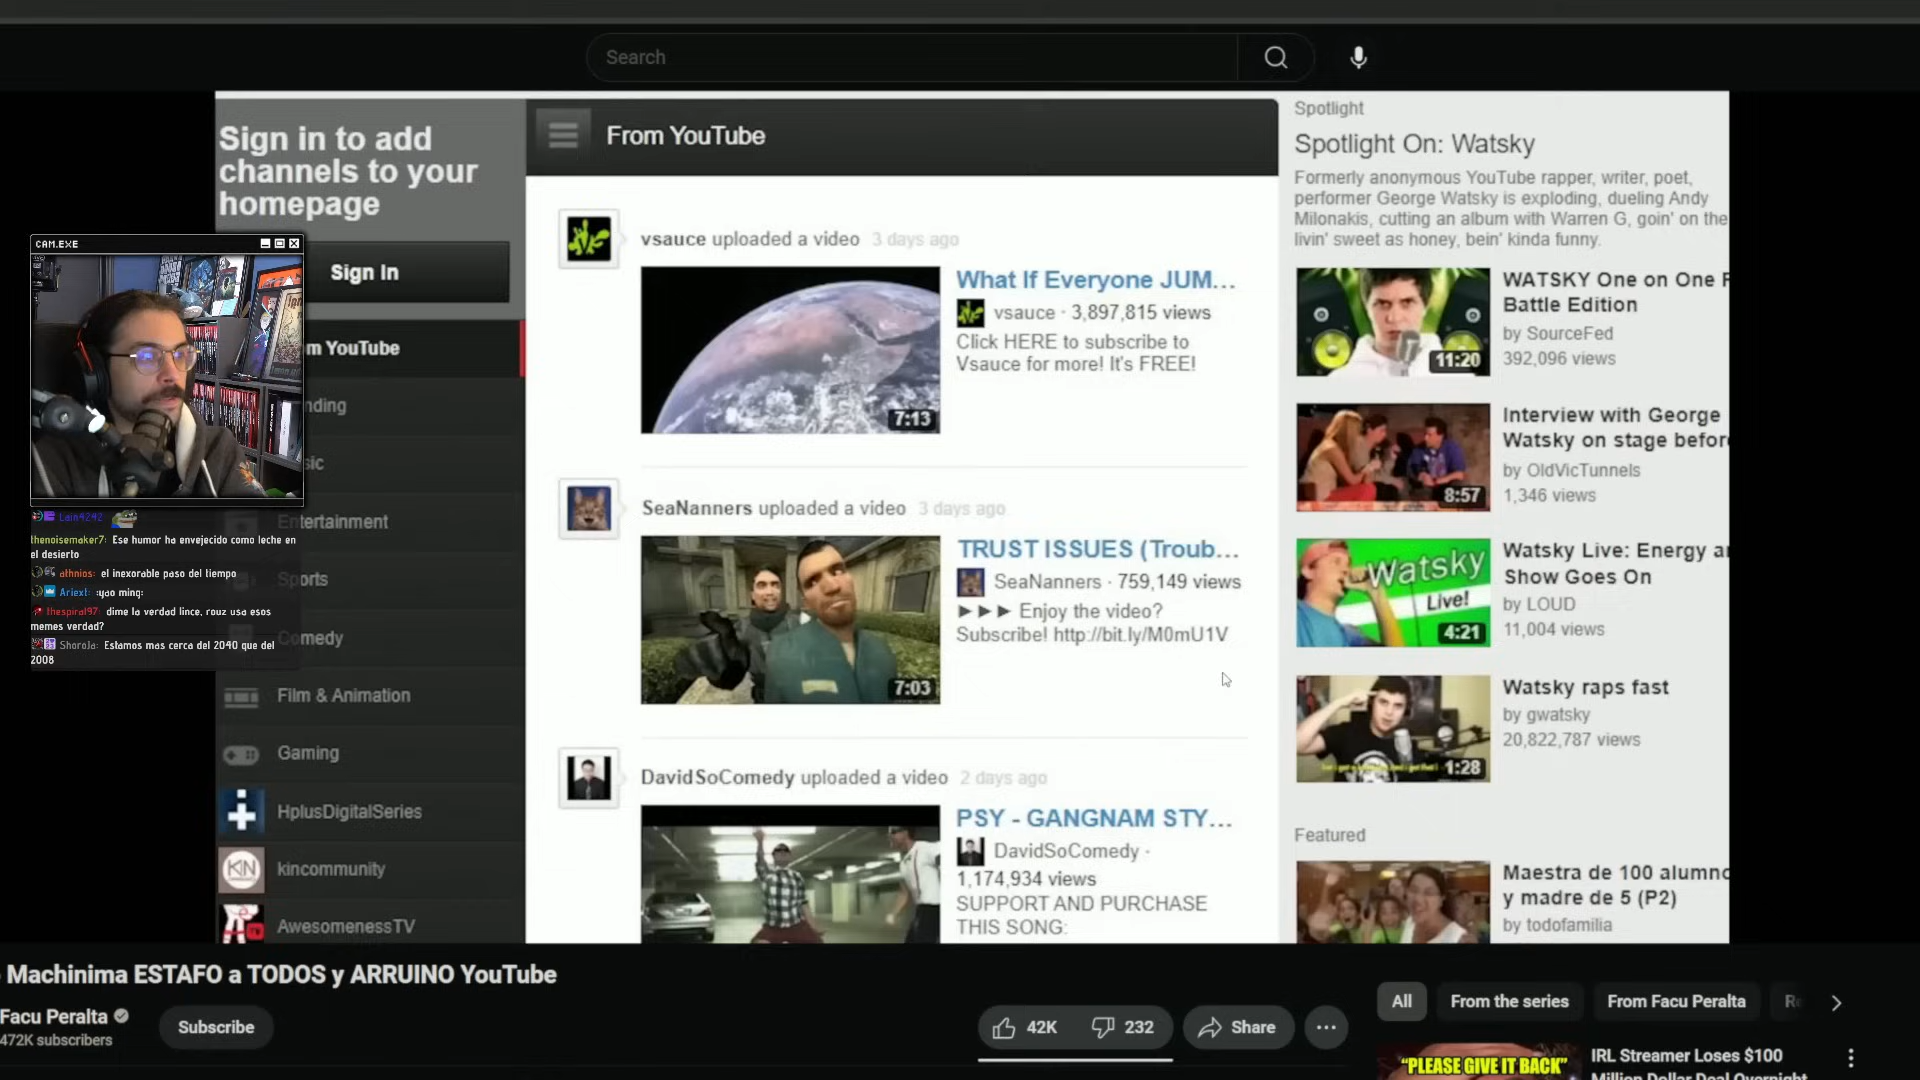 Search
Sign in to add
channels to your
homepage
Sign In
m YouTube
nding
ic
Entertainment
Sports
Comedy
Film & Animation
Gaming
HplusDigitalSeries
KIN
kincommunity
AwesomenessTV
From YouTube
vsauce uploaded a video 3 days ago
What If Everyone JUM...
vsauce · 3,897,815 views
Click HERE to subscribe to
Vsauce for more! It's FREE!
7:13
SeaNanners uploaded a video 3 days ago
TRUST ISSUES (Troub...
SeaNanners · 759,149 views
►►► Enjoy the video?
Subscribe! http://bit.ly/M0mU1V
7:03
DavidSoComedy uploaded a video 2 days ago
PSY - GANGNAM STY...
DavidSoComedy ·
1,174,934 views
SUPPORT AND PURCHASE
THIS SONG:
Spotlight
Spotlight On: Watsky
Formerly anonymous YouTube rapper, writer, poet,
performer George Watsky is exploding, dueling Andy
Milonakis, cutting an album with Warren G, goin' on the
livin' sweet as honey, bein' kinda funny.
WATSKY One on One
Battle Edition
by SourceFed
392,096 views
11:20
Interview with George
Watsky on stage befor
by OldVicTunnels
1,346 views
8:57
Watsky Live: Energy a
Show Goes On
by LOUD
11,004 views
Watsky
Live!
4:21
Watsky raps fast
by gwatsky
20,822,787 views
1:28
Featured
Maestra de 100 alumno
y madre de 5 (P2)
by todofamilia
CAM.EXE
Lain4242
thenoisemaker7: Ese humor ha envejecido como leche en
el desierto
athnios: el inexorable paso del tiempo
Ariext: :yao ming:
thespiral97: dime la verdad lince, rouz usa esos
memes verdad?
ShoroJa: Estamos mas cerca del 2040 que del
2008
Machinima ESTAFO a TODOS y ARRUINO YouTube
Facu Peralta
472K subscribers
Subscribe
42K
232
Share
All
From the series
From Facu Peralta
"PLEASE GIVE IT BACK"
IRL Streamer Loses $100
Million Dollar Deal Overnight